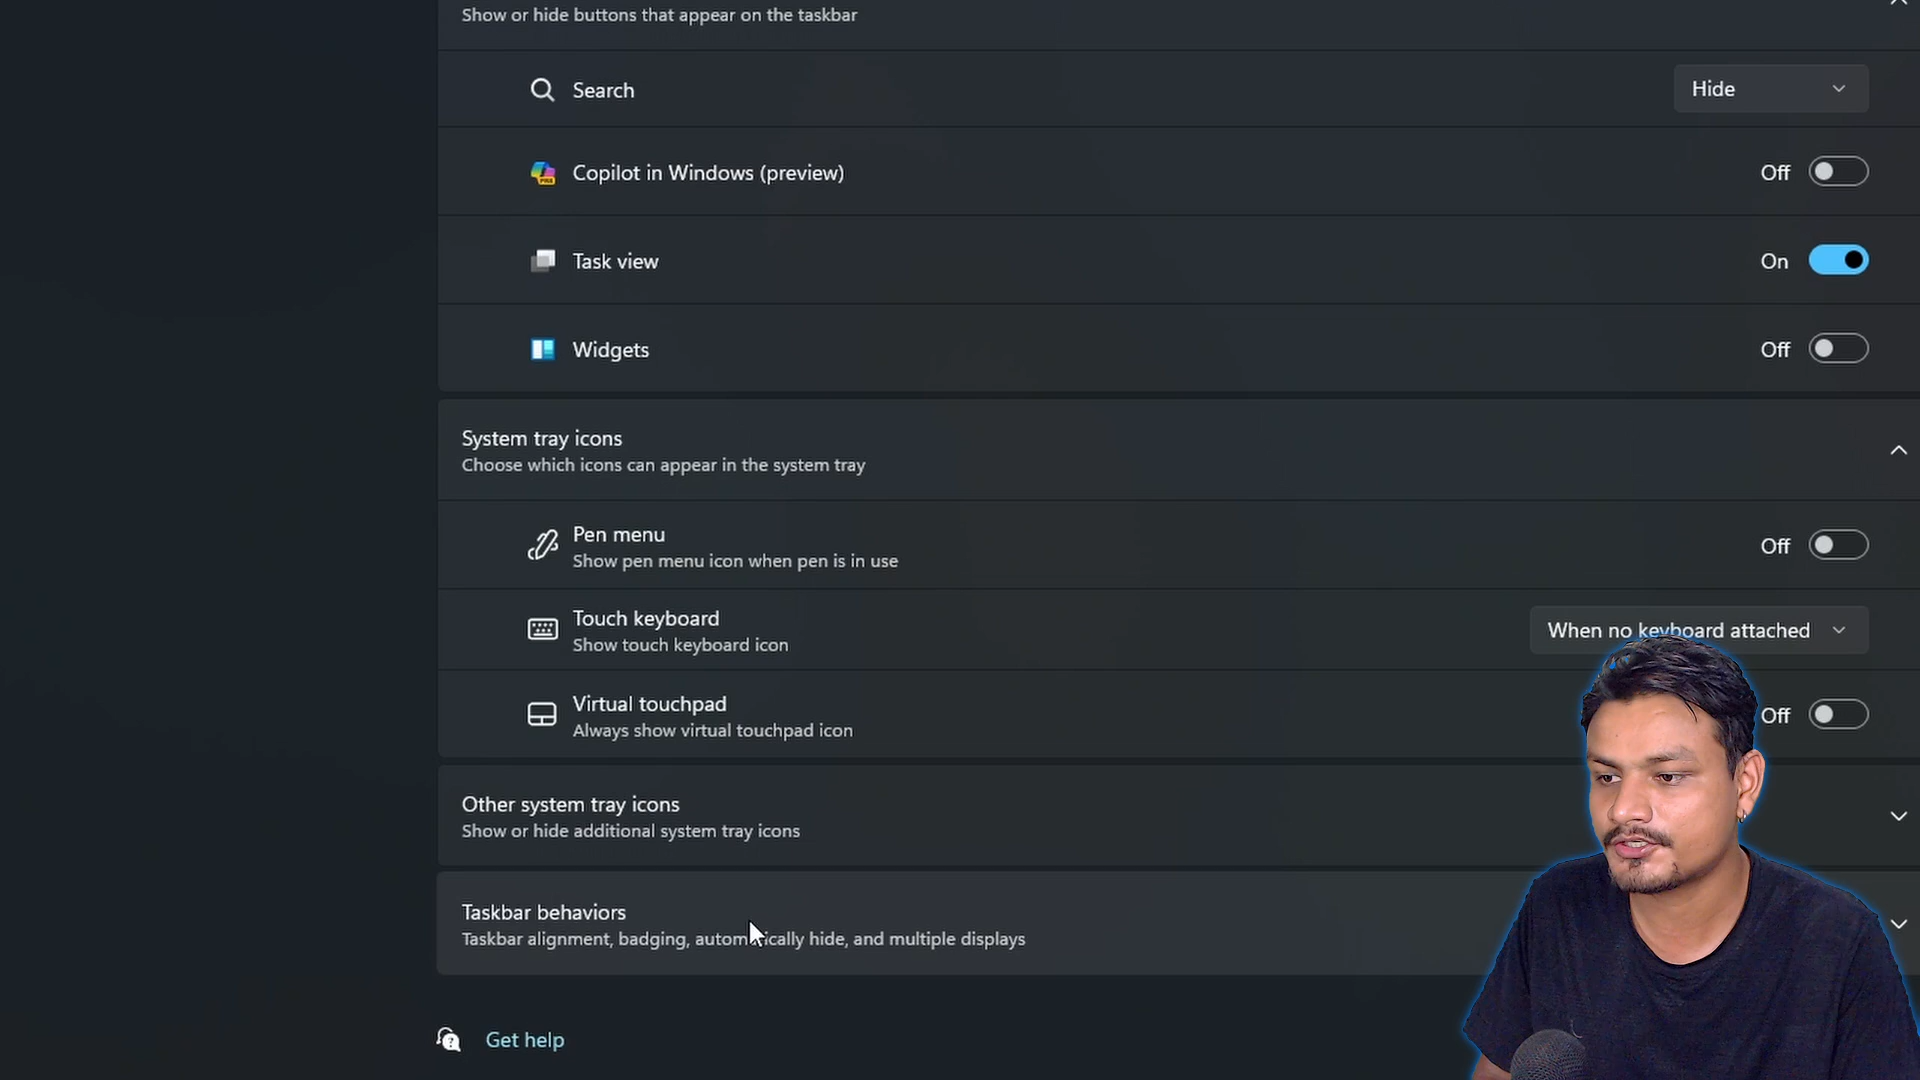 Show or hide buttons that appear on the taskbar
Search
Hide
Copilot in Windows (preview)
Off
Task view
On
Widgets
Off
System tray icons
Choose which icons can appear in the system tray
Pen menu
Show pen menu icon when pen is in use
Off
Touch keyboard
Show touch keyboard icon
When no keyboard attached
Virtual touchpad
Always show virtual touchpad icon
Off
Other system tray icons
Show or hide additional system tray icons
Taskbar behaviors
Taskbar alignment, badging, automatically hide, and multiple displays
Get help